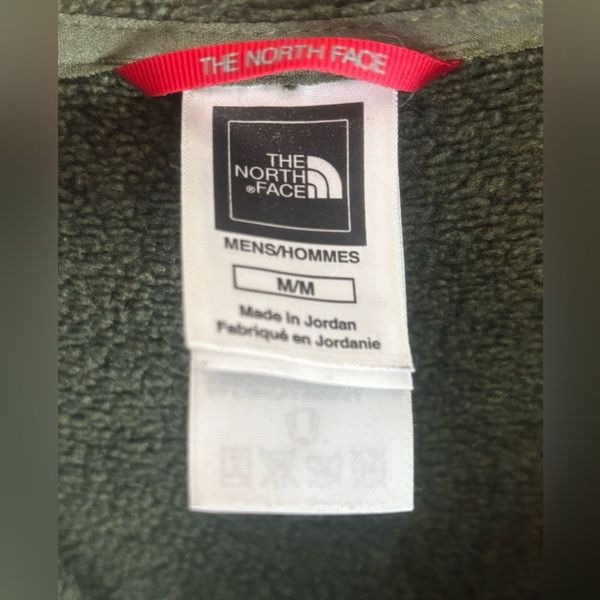 THE NORTH FACE
THE
NORTH
®FACE
MENS/HOMMES
M/M
Made in Jordan
Fabriqué en Jordanie